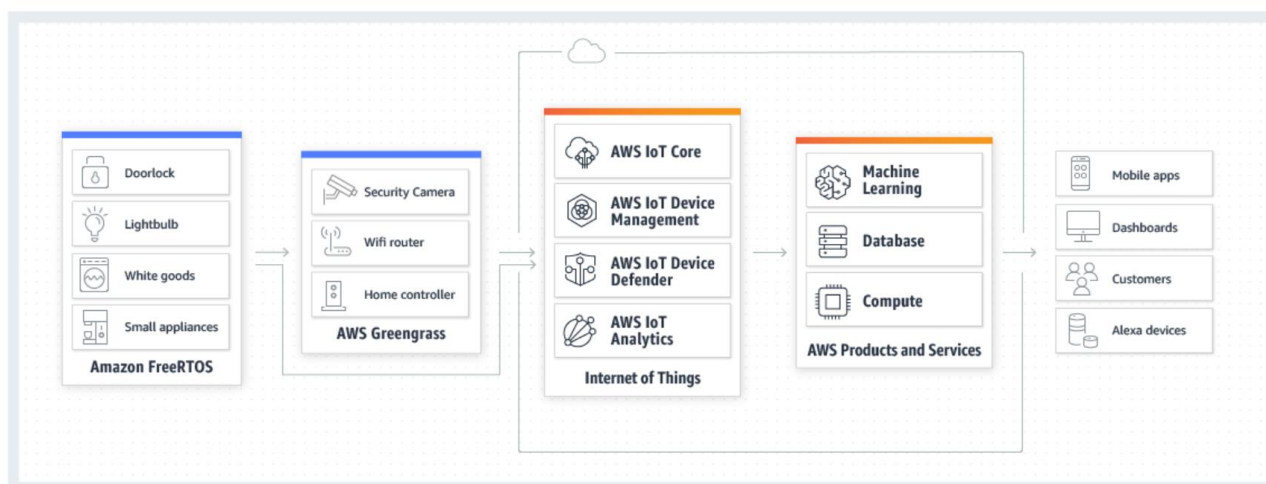 Doorlock
Lightbulb
White goods
Small appliances
Amazon FreeRTOS
Security Camera
Wifi router
Home controller
AWS Greengrass
AWS IoT Core
AWS IoT Device
Management
AWS IoT Device
Defender
AWS IoT
Analytics
Internet of Things
Machine
Learning
Database
Compute
AWS Products and Services
Mobile apps
Dashboards
Customers
Alexa devices